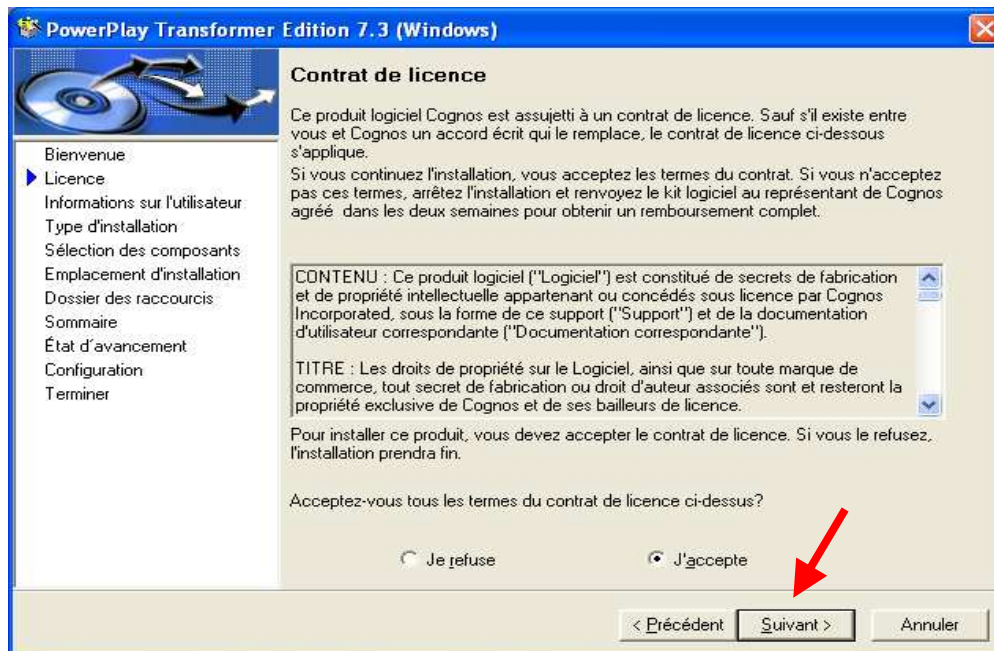 PowerPlay Transformer Edition 7.3 (Windows)
Bienvenue
Licence
Informations sur l'utilisateur
Type d'installation
Sélection des composants
Emplacement d'installation
Dossier des raccourcis
Sommaire
État d´avancement
Configuration
Terminer
Contrat de licence
Ce produit logiciel Cognos est assujetti à un contrat de licence. Sauf s'il existe entre
vous et Cognos un accord écrit qui le remplace, le contrat de licence ci-dessous
s'applique.
Si vous continuez l'installation, vous acceptez les termes du contrat. Si vous n'acceptez
pas ces termes, arrêtez l'installation et renvoyez le kit logiciel au représentant de Cognos
agréé dans les deux semaines pour obtenir un remboursement complet.
CONTENU : Ce produit logiciel ("Logiciel") est constitué de secrets de fabrication
et de propriété intellectuelle appartenant ou concédés sous licence par Cognos
Incorporated, sous la forme de ce support ("Support") et de la documentation
d'utilisateur correspondante ("Documentation correspondante").
TITRE : Les droits de propriété sur le Logiciel, ainsi que sur toute marque de
commerce, tout secret de fabrication ou droit d'auteur associés sont et resteront la
propriété exclusive de Cognos et de ses bailleurs de licence.
Pour installer ce produit, vous devez accepter le contrat de licence. Si vous le refusez,
l'installation prendra fin.
Acceptez-vous tous les termes du contrat de licence ci-dessus?
Je refuse J'accepte
< Précédent Suivant > Annuler